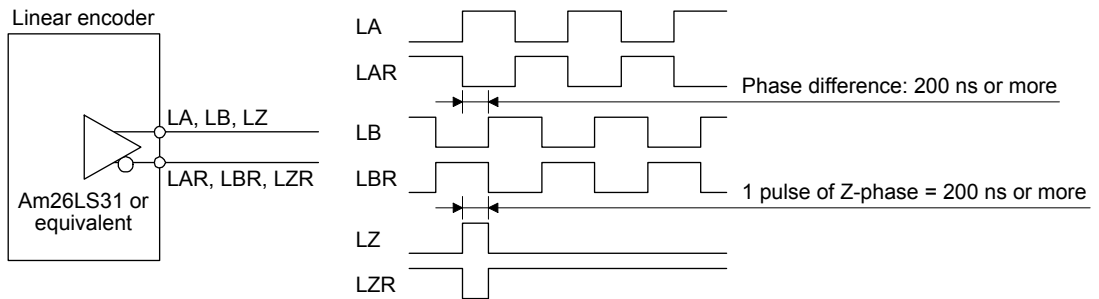 Linear encoder
LA, LB, LZ
LAR, LBR, LZR
Am26LS31 or
equivalent
LA
LAR
Phase difference: 200 ns or more
LB
LBR
1 pulse of Z-phase = 200 ns or more
LZ
LZR